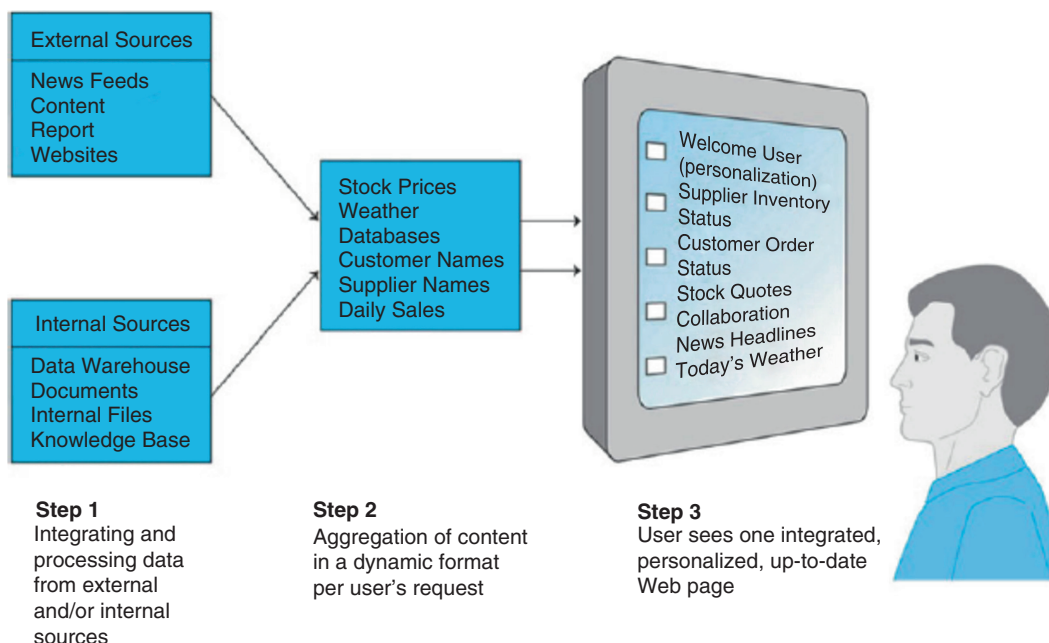 External Sources
News Feeds
Content
Report
Websites
Internal Sources
Data Warehouse
Documents
Internal Files
Knowledge Base
Stock Prices
Weather
Databases
Customer Names
Supplier Names
Daily Sales
Welcome User
(personalization)
Supplier Inventory
Status
Customer Order
Status
Stock Quotes
Collaboration
News Headlines
Today's Weather
Step 1
Integrating and
processing data
from external
and/or internal
sources
Step 2
Aggregation of content
in a dynamic format
per user's request
Step 3
User sees one integrated,
personalized, up-to-date
Web page